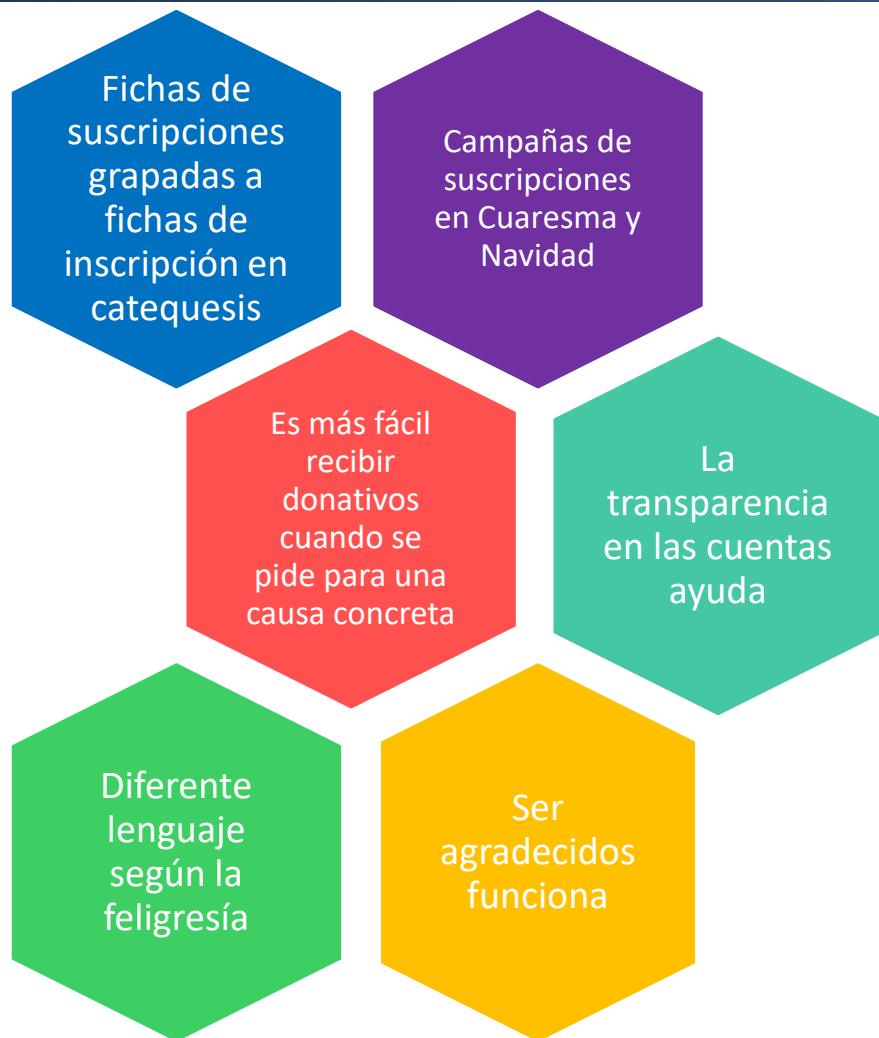 Fichas de
suscripciones
grapadas a
fichas de
inscripción en
catequesis
Campañas de
suscripciones
en Cuaresma y
Navidad
Es más fácil
recibir
donativos
cuando se
pide para una
causa concreta
La
transparencia
en las cuentas
ayuda
Diferente
lenguaje
según la
feligresía
Ser
agradecidos
funciona